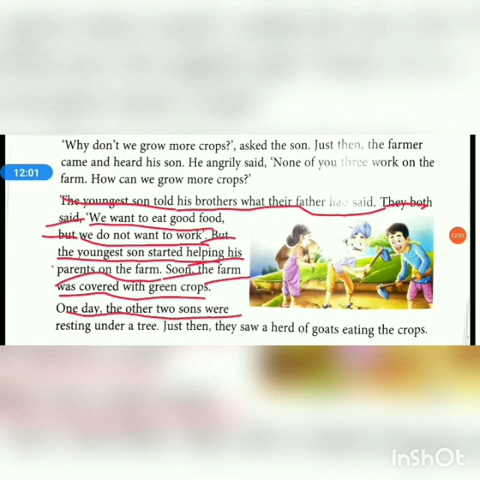 'Why don't we grow more crops?', asked the son. Just then, the farmer
came and heard his son. He angrily said, 'None of you three work on the
farm. How can we grow more crops?'
12:01
The youngest son told his brothers what their father had said. They both
said, 'We want to eat good food,
but we do not want to work'. But
the youngest son started helping his
parents on the farm. Soon, the farm
was covered with green crops.
One day, the other two sons were
resting under a tree. Just then, they saw a herd of goats eating the crops.
12:01
InShOt